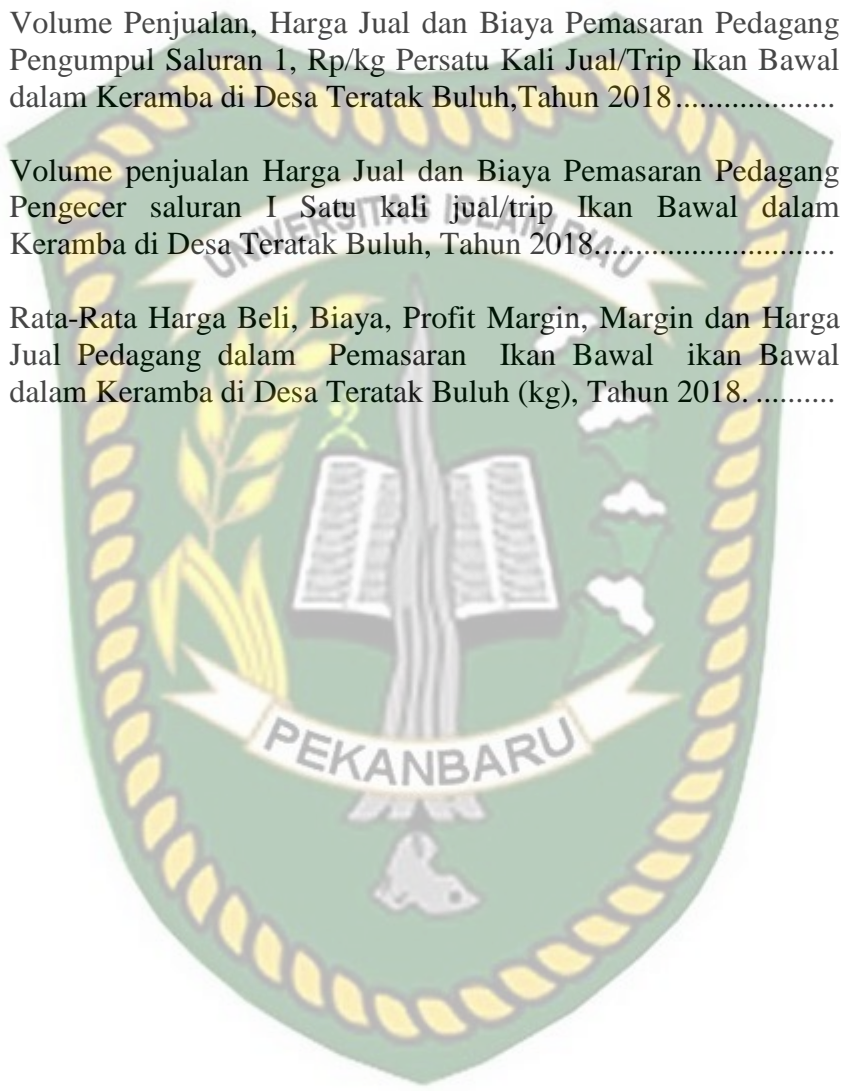 Volume Penjualan, Harga Jual dan Biaya Pemasaran Pedagang
Pengumpul Saluran 1, Rp/kg Persatu Kali Jual/Trip Ikan Bawal
dalam Keramba di Desa Teratak Buluh,Tahun 2018....................
Volume penjualan Harga Jual dan Biaya Pemasaran Pedagang
Pengecer saluran I Satu kali jual/trip Ikan Bawal dalam
Keramba di Desa Teratak Buluh, Tahun 2018.............................
UNIVERSITAS ISLAM RIAU
Rata-Rata Harga Beli, Biaya, Profit Margin, Margin dan Harga
Jual Pedagang dalam Pemasaran Ikan Bawal ikan Bawal
dalam Keramba di Desa Teratak Buluh (kg), Tahun 2018. ..........
PEKANBARU